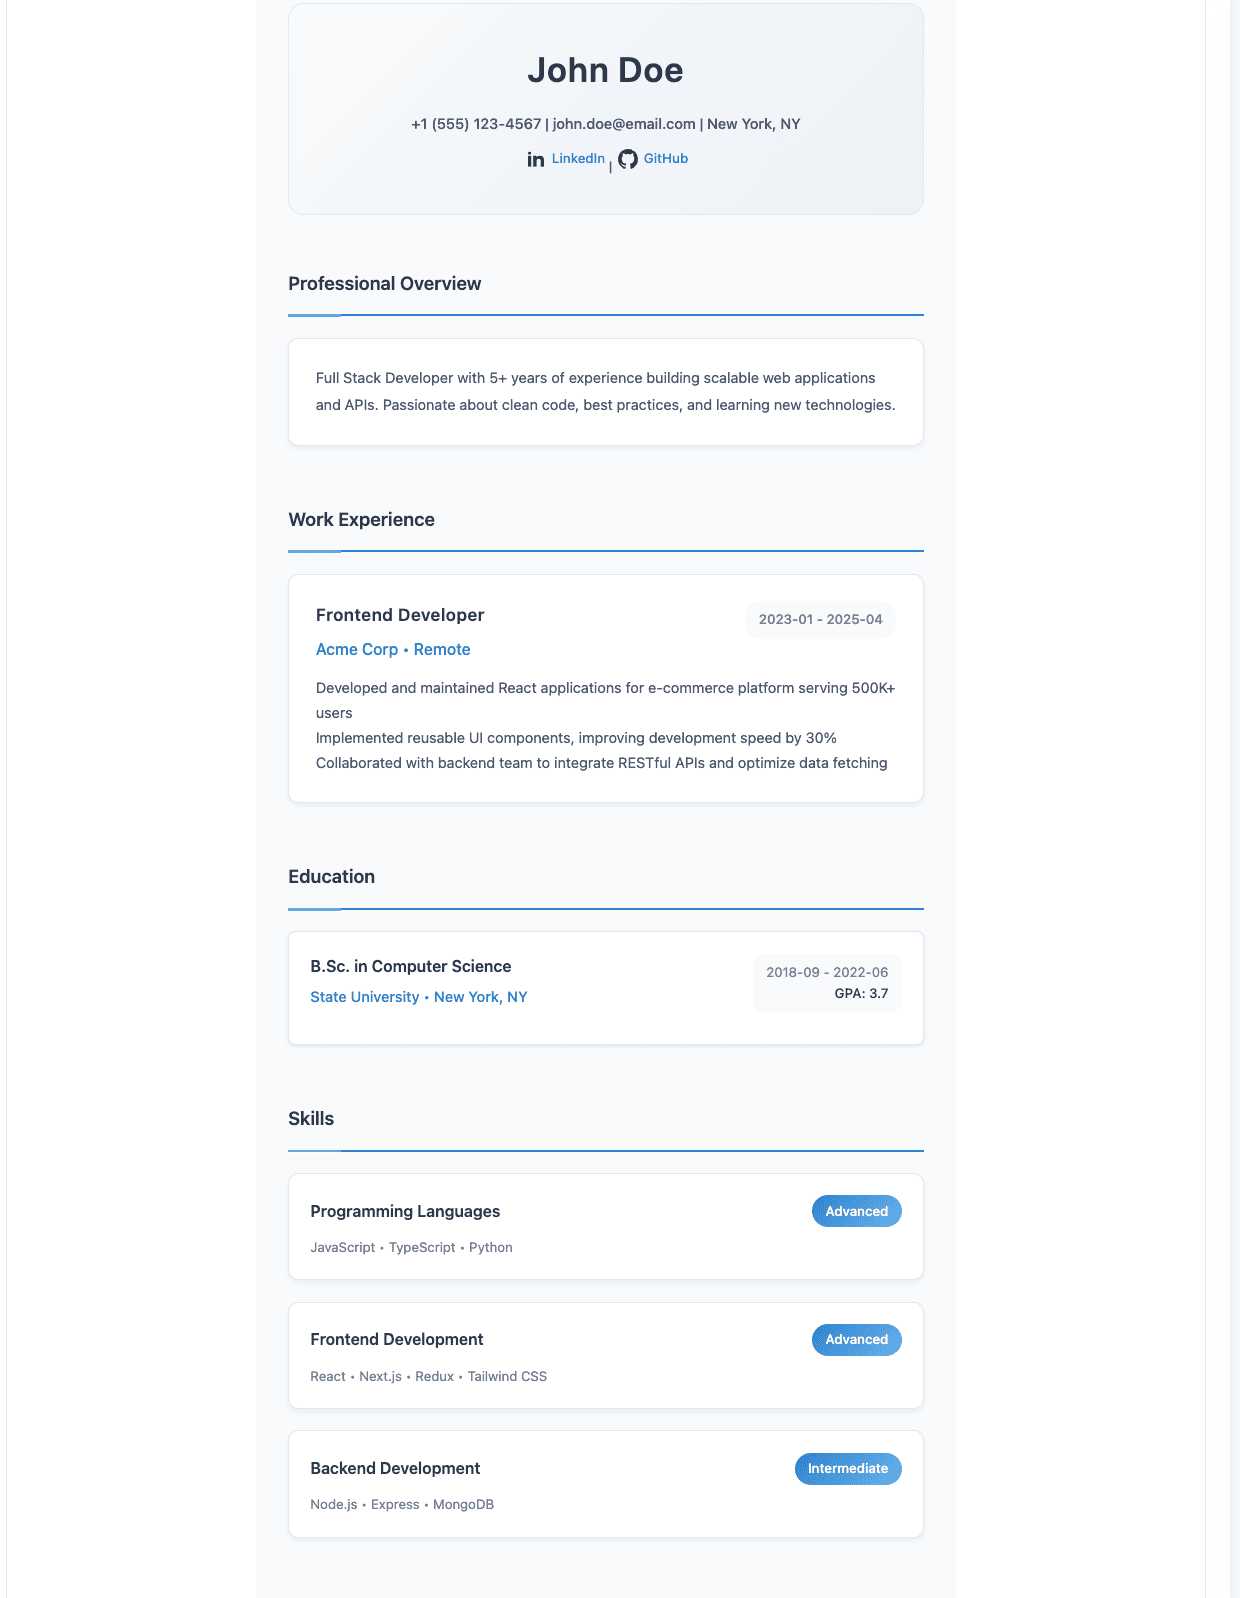 John Doe
+1 (555) 123-4567 | john.doe@email.com | New York, NY
in LinkedIn | GitHub
Professional Overview
Full Stack Developer with 5+ years of experience building scalable web applications
and APIs. Passionate about clean code, best practices, and learning new technologies.
Work Experience
Frontend Developer
2023-01 - 2025-04
Acme Corp • Remote
Developed and maintained React applications for e-commerce platform serving 500K+
users
Implemented reusable UI components, improving development speed by 30%
Collaborated with backend team to integrate RESTful APIs and optimize data fetching
Education
B.Sc. in Computer Science
2018-09 - 2022-06
State University • New York, NY
GPA: 3.7
Skills
Programming Languages
Advanced
JavaScript • TypeScript • Python
Frontend Development
Advanced
React • Next.js • Redux • Tailwind CSS
Backend Development
Intermediate
Node.js • Express • MongoDB